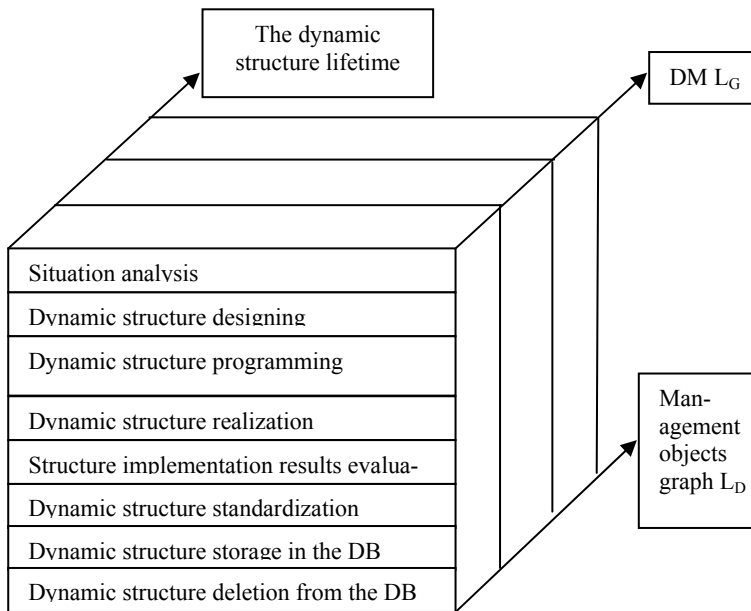 The dynamic
structure lifetime
DM L_G
Situation analysis
Dynamic structure designing
Dynamic structure programming
Dynamic structure realization
Structure implementation results evalua-
Dynamic structure standardization
Dynamic structure storage in the DB
Dynamic structure deletion from the DB
Man-
agement
objects
graph L_D